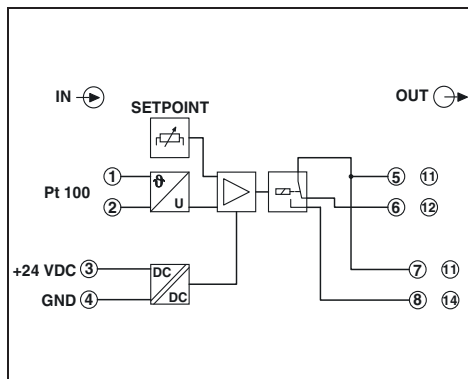 IN OUT
SETPOINT
1 ϑ 5 11
Pt 100
2 U 6 12
+24 VDC 3 DC 7 11
GND 4 DC 8 14